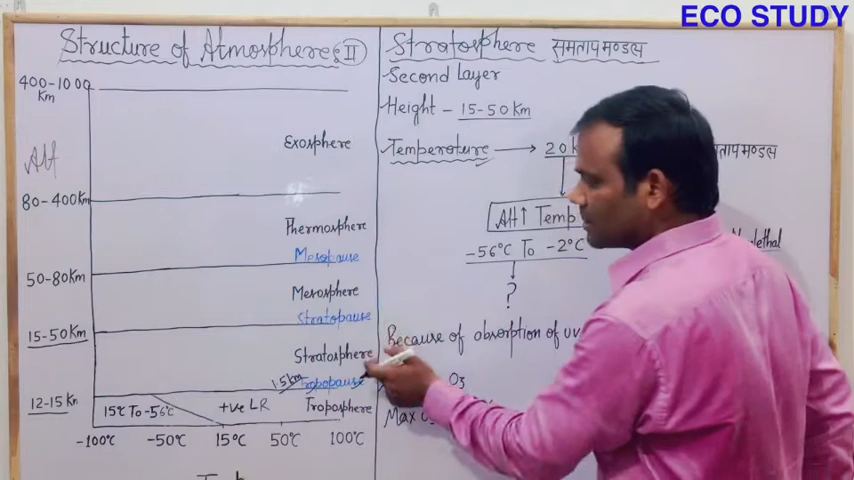 ECO STUDY
Structure of Atmosphere :- II
400-1000 Km
Alt
Exosphere
80-400Km
Thermosphere
Mesopause
50-80Km
Mesosphere
Stratopause
15-50Km
Stratosphere
1.5km Tropopause
12-15Km
15°C To -56°C
+ve LR
Troposphere
-100°C -50°C 15°C 50°C 100°C
Stratosphere समतापमण्डल
Second Layer
Height - 15-50 Km
Temperature → 20
समतापमण्डल
Alt↑ Temp
lethal
-56°C To -2°C
?
Because of absorption of uv
O3
Max